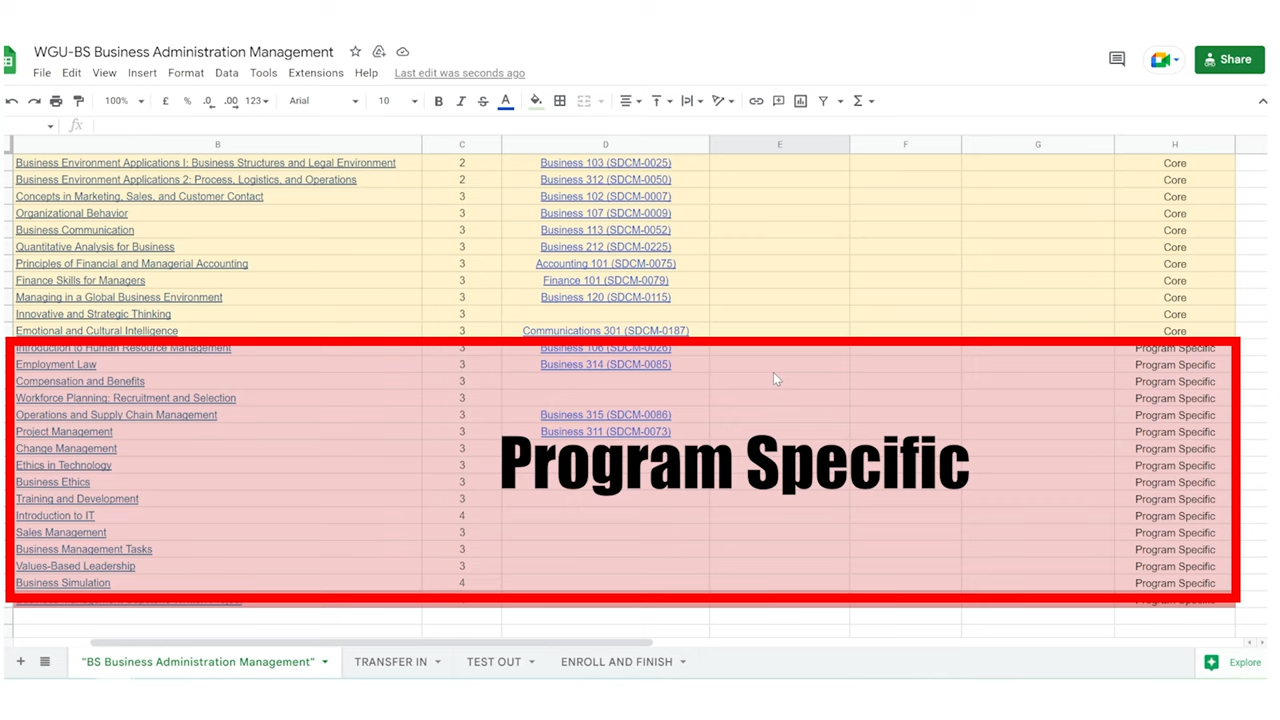 WGU-BS Business Administration Management
File Edit View Insert Format Data Tools Extensions Help Last edit was seconds ago
Share
100% £ % .0 .00 123 Arial 10 B I S A
fx
B C D E F G H
Business Environment Applications I: Business Structures and Legal Environment 2 Business 103 (SDCM-0025) Core
Business Environment Applications 2: Process, Logistics, and Operations 2 Business 312 (SDCM-0050) Core
Concepts in Marketing, Sales, and Customer Contact 3 Business 102 (SDCM-0007) Core
Organizational Behavior 3 Business 107 (SDCM-0009) Core
Business Communication 3 Business 113 (SDCM-0052) Core
Quantitative Analysis for Business 3 Business 212 (SDCM-0225) Core
Principles of Financial and Managerial Accounting 3 Accounting 101 (SDCM-0075) Core
Finance Skills for Managers 3 Finance 101 (SDCM-0079) Core
Managing in a Global Business Environment 3 Business 120 (SDCM-0115) Core
Innovative and Strategic Thinking 3 Core
Emotional and Cultural Intelligence 3 Communications 301 (SDCM-0187) Core
Introduction to Human Resource Management 3 Business 106 (SDCM-0026) Program Specific
Employment Law 3 Business 314 (SDCM-0085) Program Specific
Compensation and Benefits 3 Program Specific
Workforce Planning: Recruitment and Selection 3 Program Specific
Operations and Supply Chain Management 3 Business 315 (SDCM-0086) Program Specific
Project Management 3 Business 311 (SDCM-0073) Program Specific
Change Management 3 Program Specific
Program Specific
Ethics in Technology 3 Program Specific
Business Ethics 3 Program Specific
Training and Development 3 Program Specific
Introduction to IT 4 Program Specific
Sales Management 3 Program Specific
Business Management Tasks 3 Program Specific
Values-Based Leadership 3 Program Specific
Business Simulation 4 Program Specific
"BS Business Administration Management" TRANSFER IN TEST OUT ENROLL AND FINISH Explore